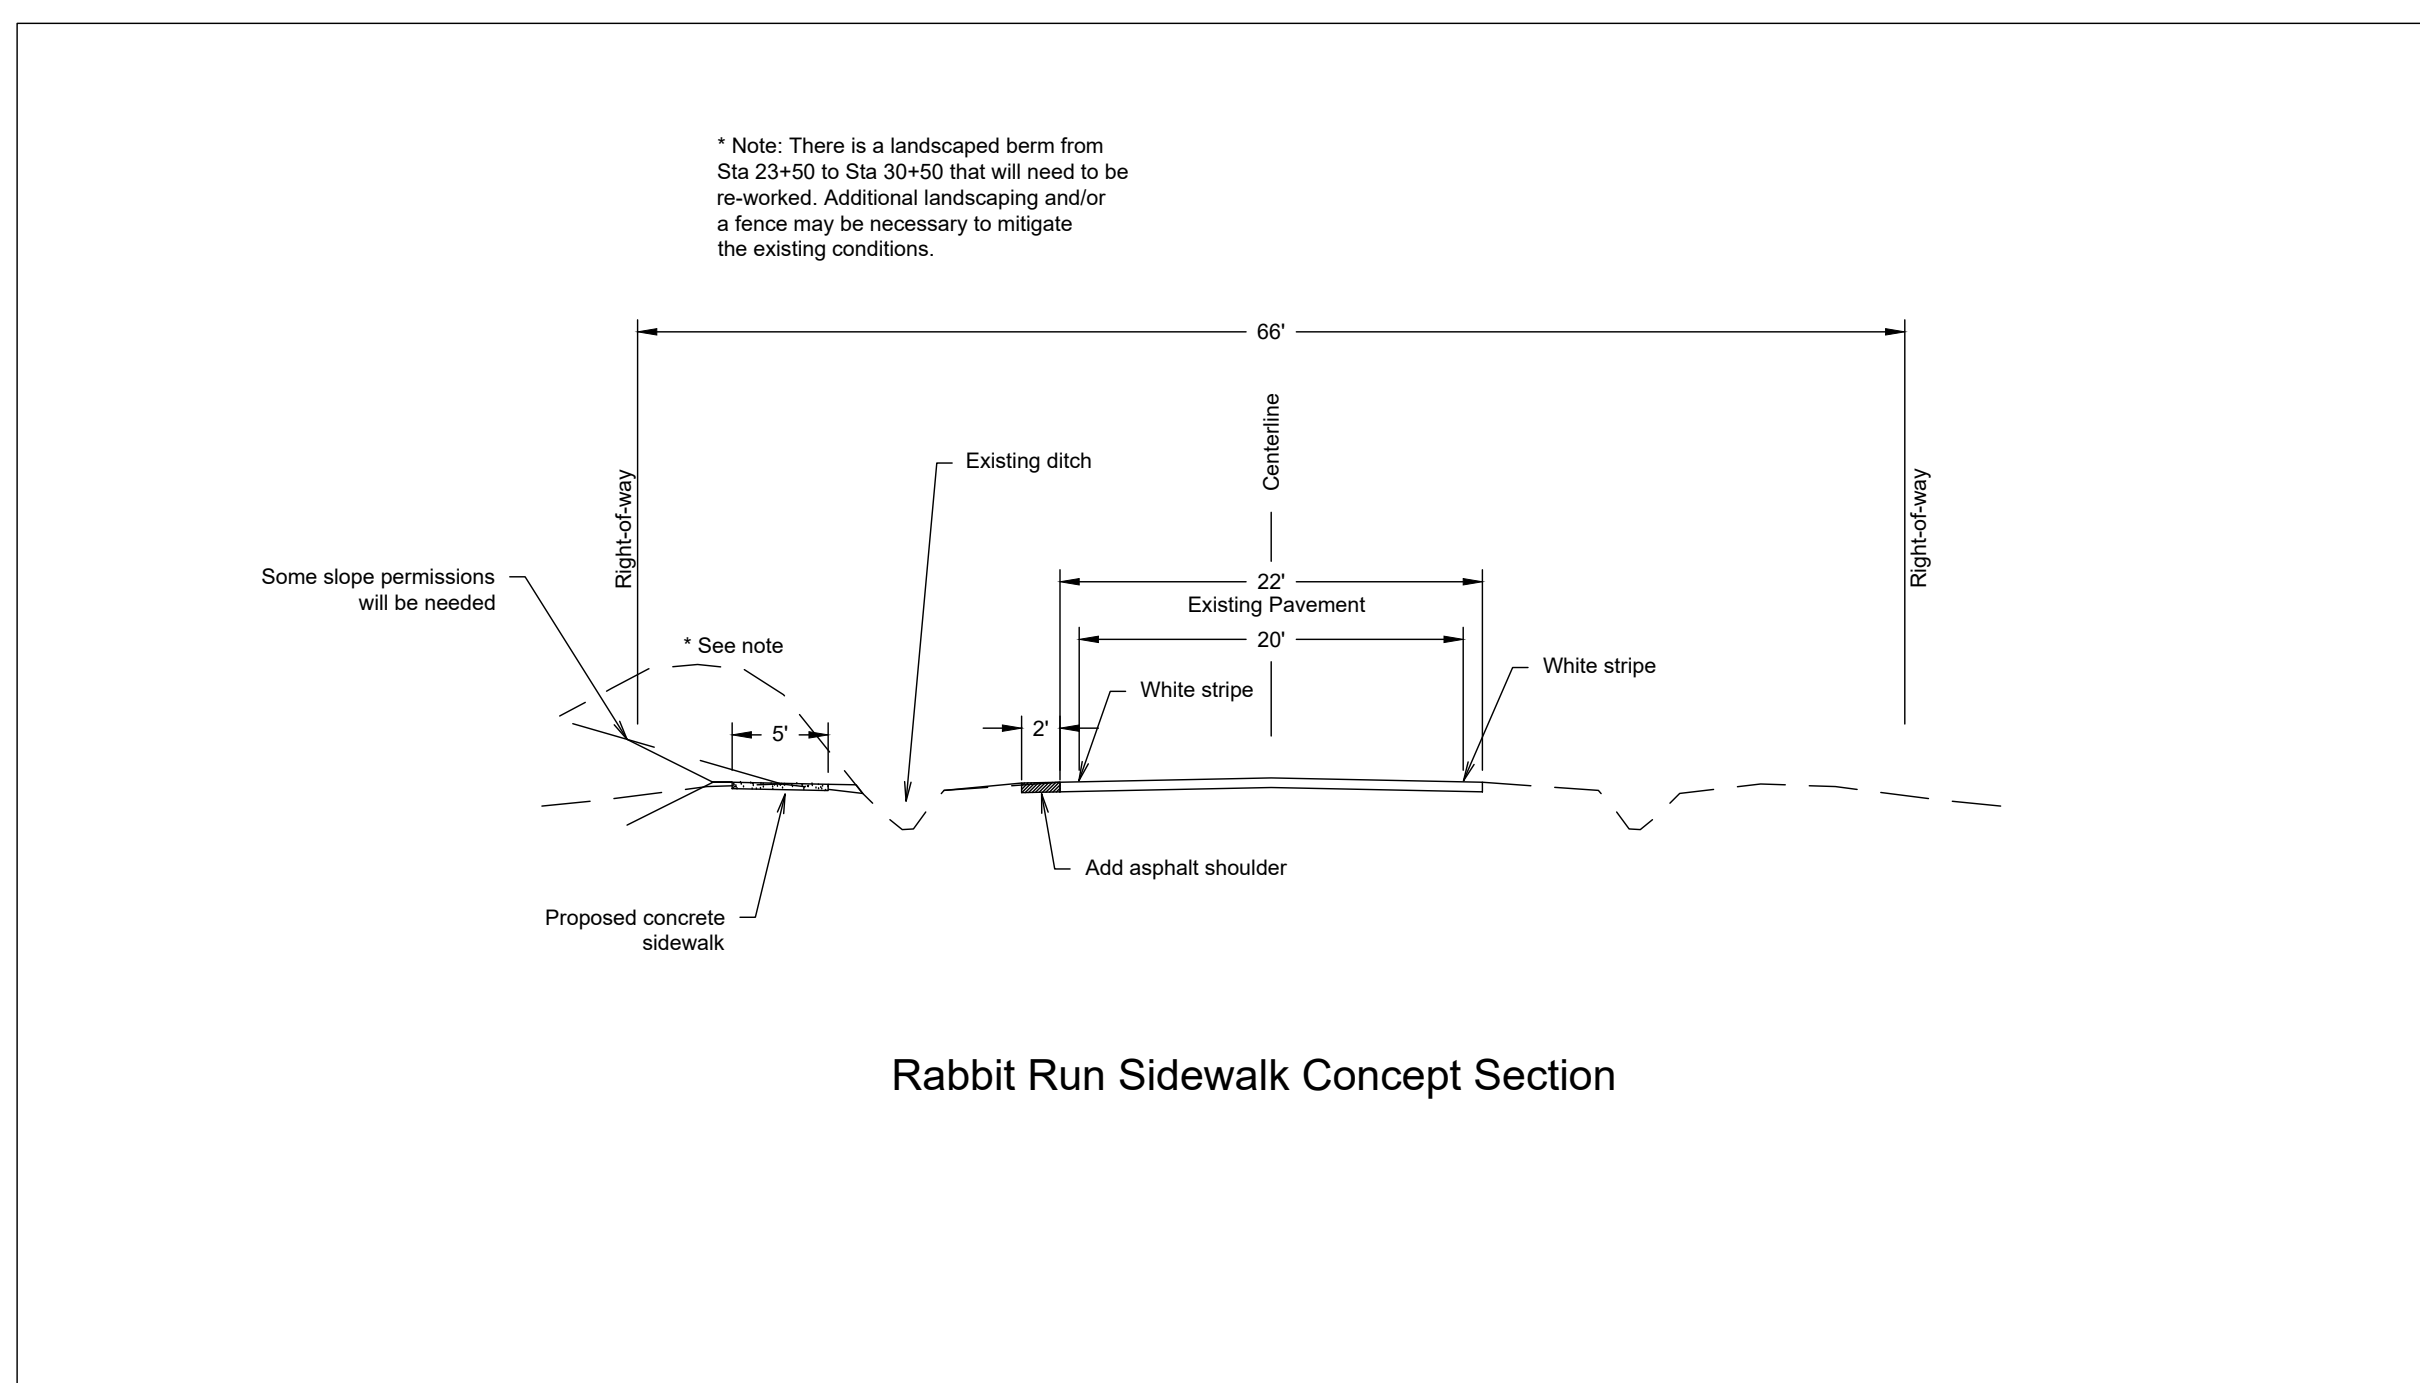 * Note: There is a landscaped berm from
Sta 23+50 to Sta 30+50 that will need to be
re-worked. Additional landscaping and/or
a fence may be necessary to mitigate
the existing conditions.
66'
Centerline
Existing ditch
Right-of-way
Right-of-way
Some slope permissions
will be needed
22'
Existing Pavement
20'
* See note
White stripe
White stripe
5'
2'
Add asphalt shoulder
Proposed concrete
sidewalk
Rabbit Run Sidewalk Concept Section